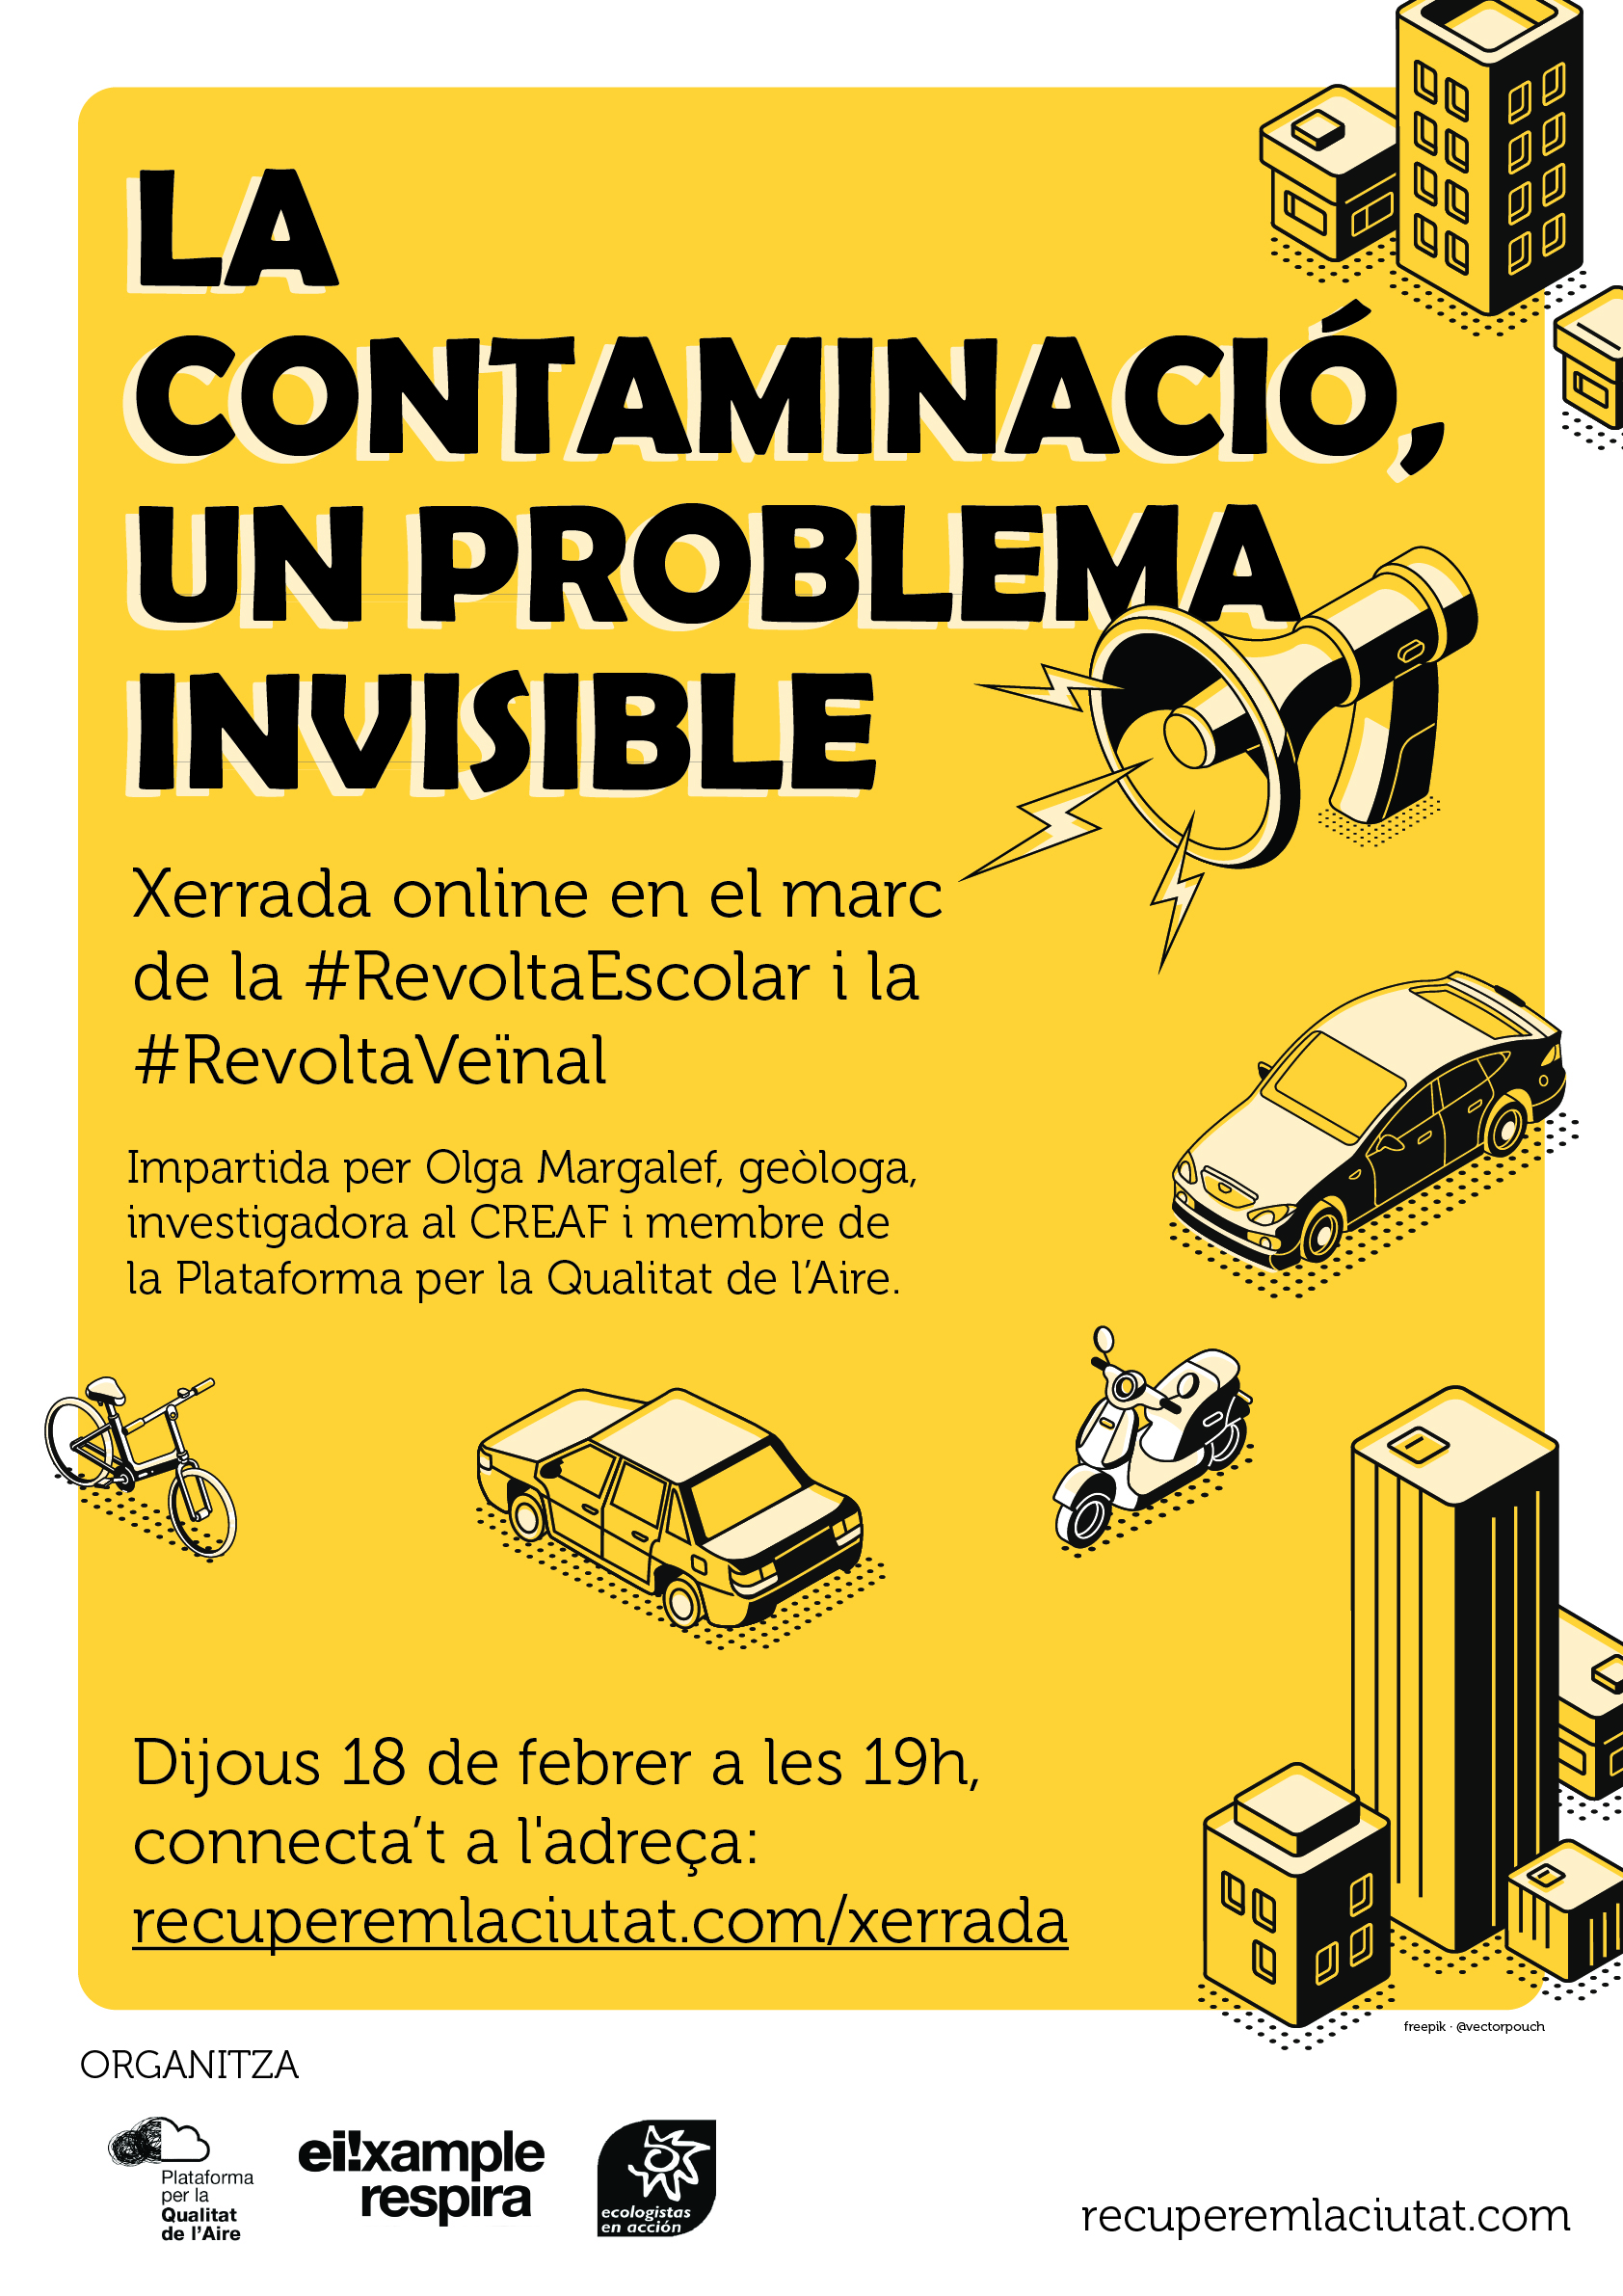 LA
CONTAMINACIÓ,
UN PROBLEMA
INVISIBLE
Xerrada online en el marc
de la #RevoltaEscolar i la
#RevoltaVeïnal
Impartida per Olga Margalef, geòloga,
investigadora al CREAF i membre de
la Plataforma per la Qualitat de l’Aire.
Dijous 18 de febrer a les 19h,
connecta’t a l'adreça:
recuperemlaciutat.com/xerrada
freepik · @vectorpouch
ORGANITZA
Plataforma
per la
Qualitat
de l’Aire
ei!xample
respira
ecologistas
en acción
recuperemlaciutat.com